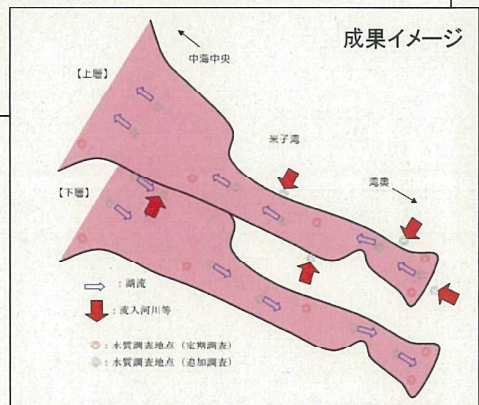 成果イメージ
中海中央
【上層】
米子湾
湾奥
【下層】
：湖流
：流入河川等
：水質調査地点（定期調査）
：水質調査地点（追加調査）